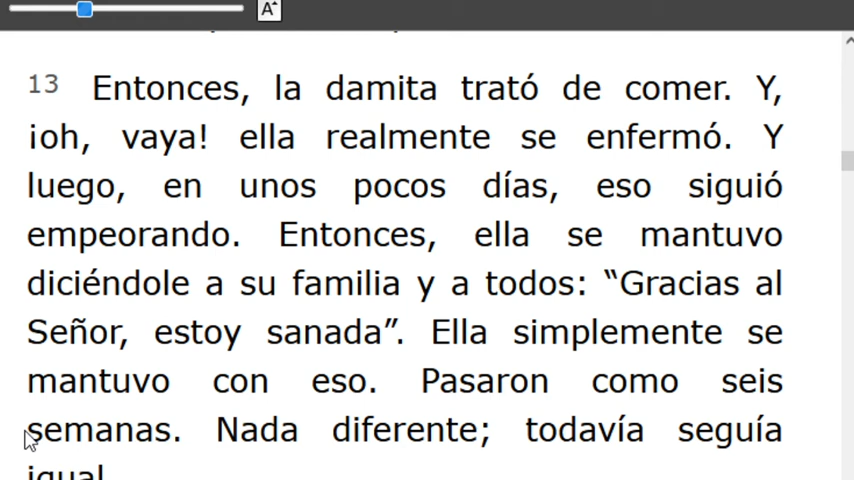 A
13 Entonces, la damita trató de comer. Y,
¡oh, vaya! ella realmente se enfermó. Y
luego, en unos pocos días, eso siguió
empeorando. Entonces, ella se mantuvo
diciéndole a su familia y a todos: “Gracias al
Señor, estoy sanada”. Ella simplemente se
mantuvo con eso. Pasaron como seis
semanas. Nada diferente; todavía seguía
igual.